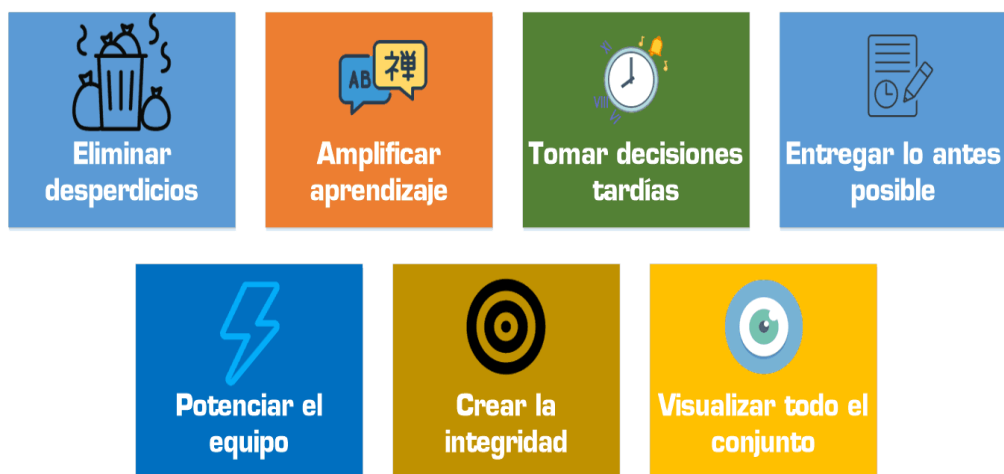 AB 禅
Eliminar
desperdicios
Amplificar
aprendizaje
Tomar decisiones
tardías
Entregar lo antes
posible
Potenciar el
equipo
Crear la
integridad
Visualizar todo el
conjunto